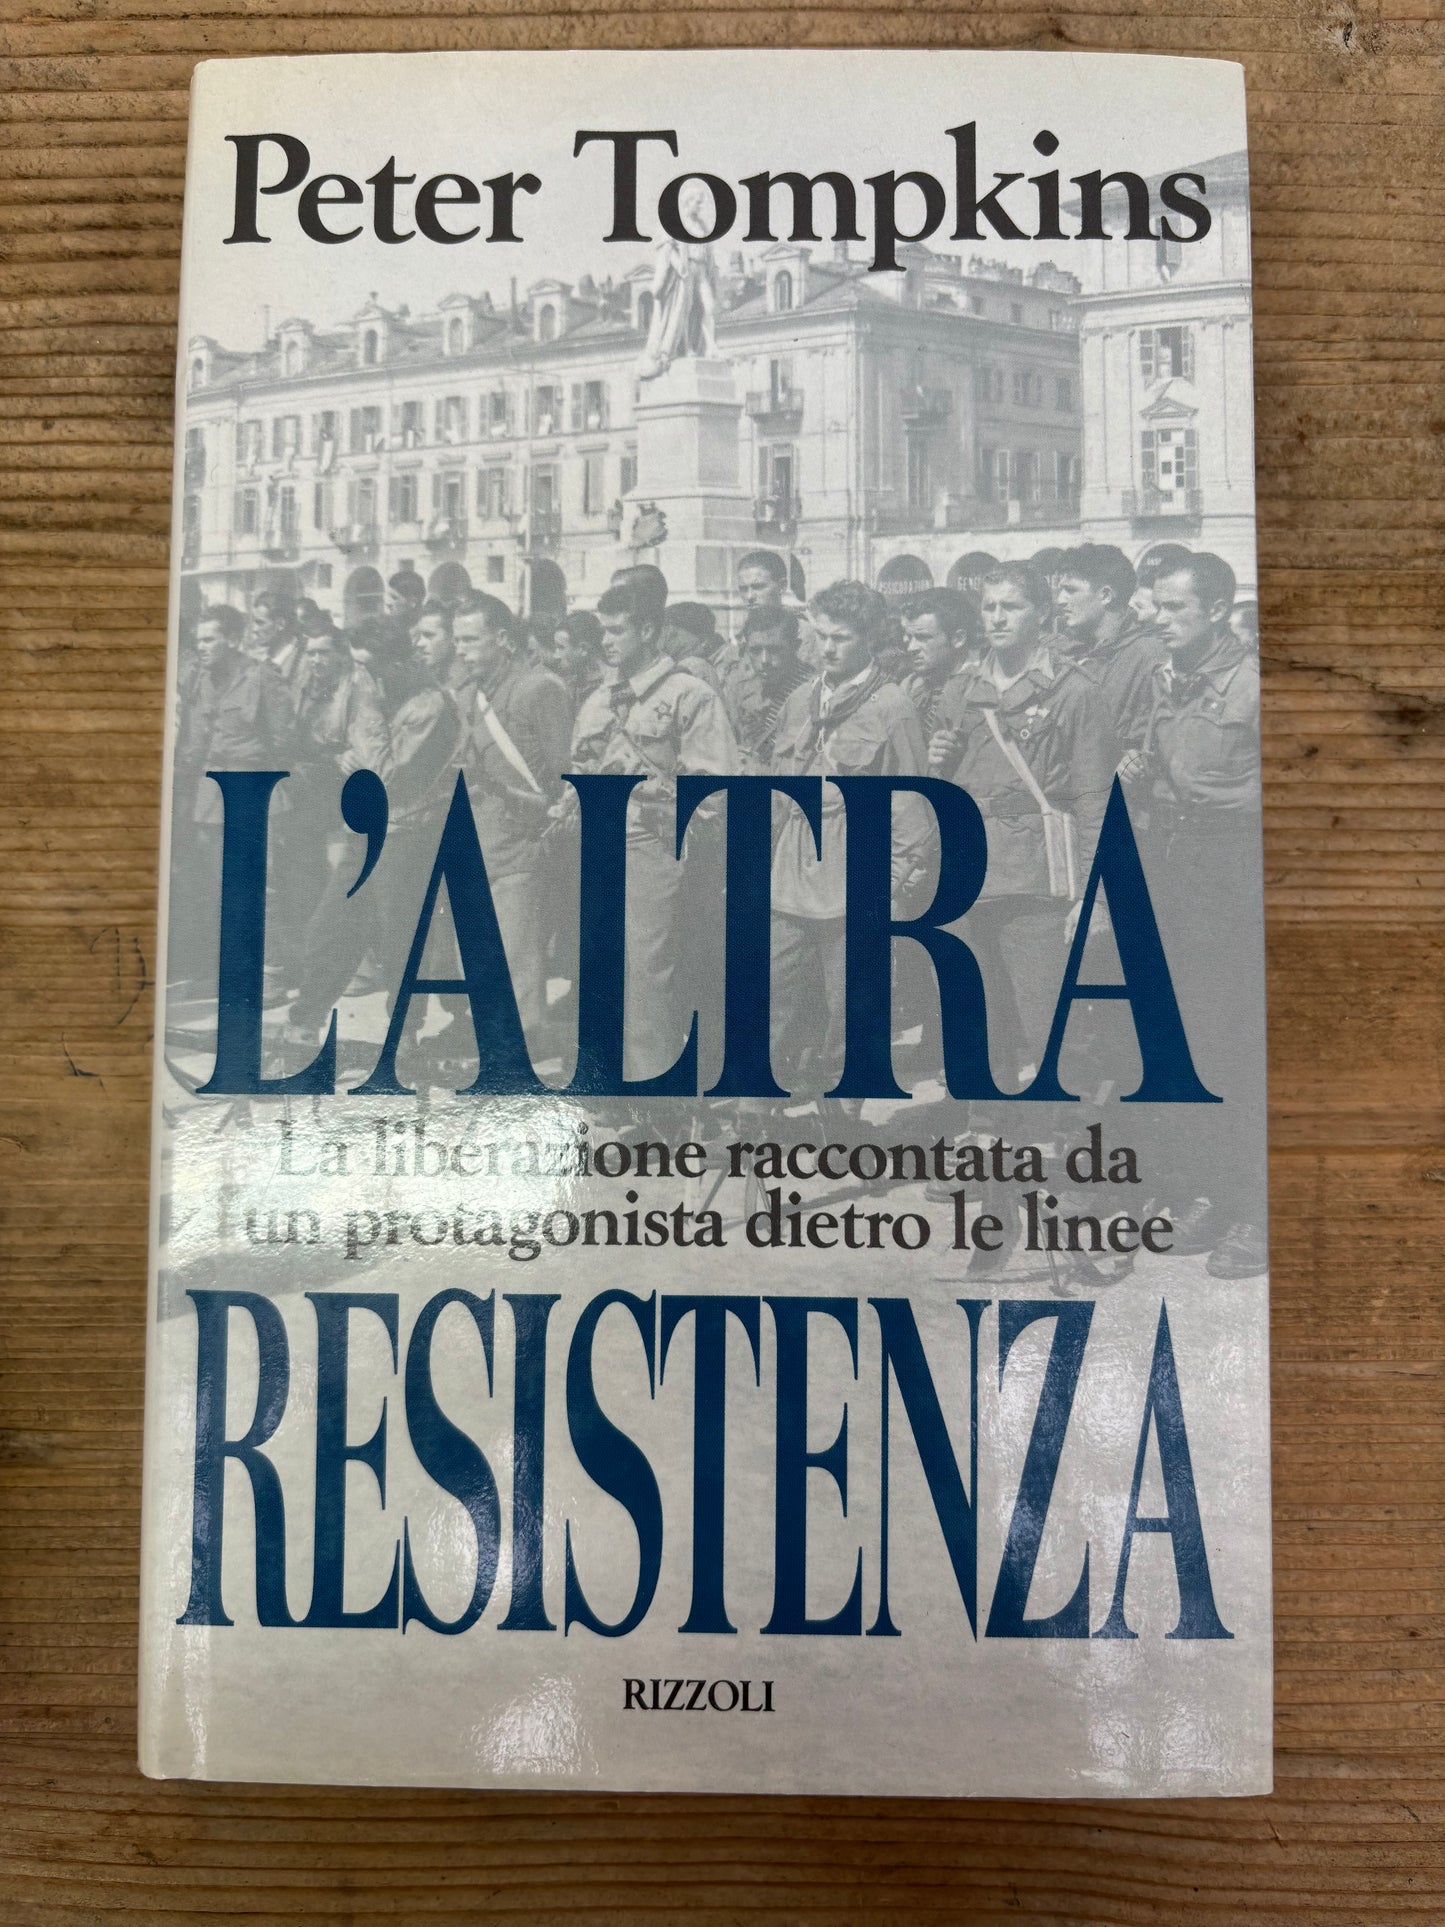 Peter Tompkins
L'ALTRA
La liberazione raccontata da
un protagonista dietro le linee
RESISTENZA
RIZZOLI